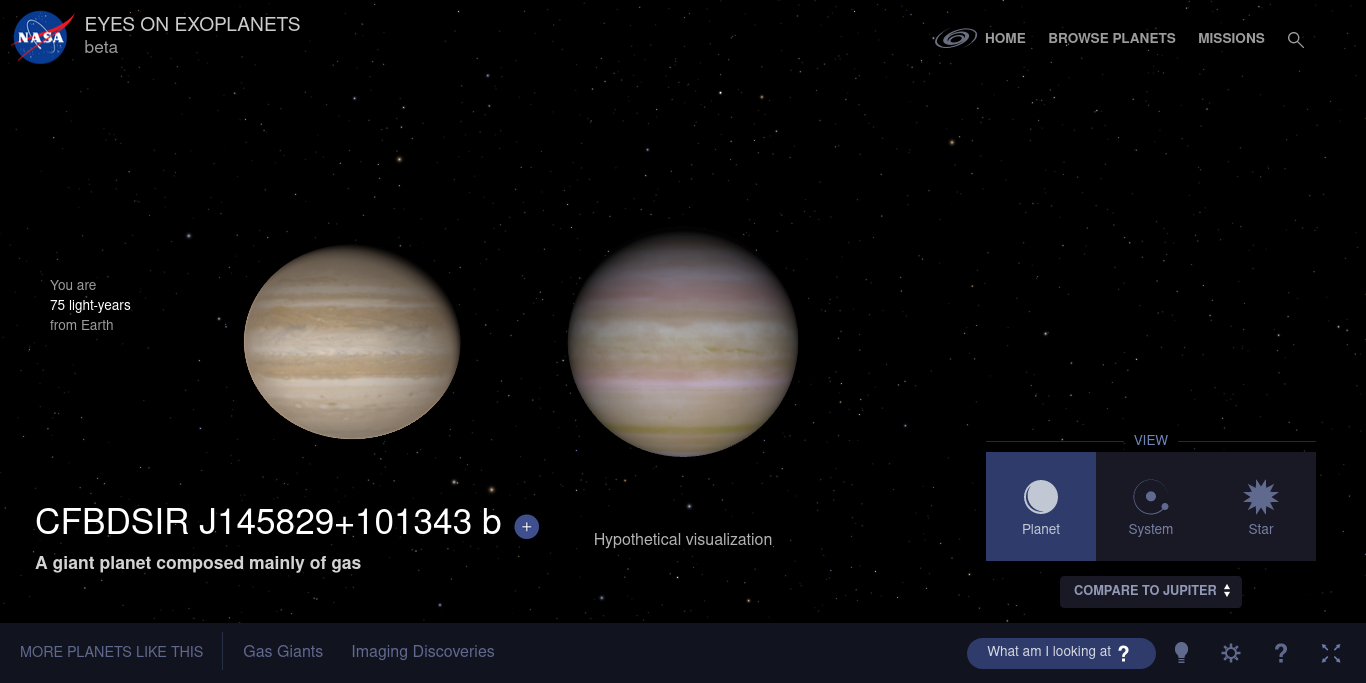 NASA
EYES ON EXOPLANETS
beta
HOME
BROWSE PLANETS
MISSIONS
You are
75 light-years
from Earth
CFBDSIR J145829+101343 b +
A giant planet composed mainly of gas
Hypothetical visualization
VIEW
Planet
System
Star
COMPARE TO JUPITER
MORE PLANETS LIKE THIS
Gas Giants
Imaging Discoveries
What am I looking at ?
?